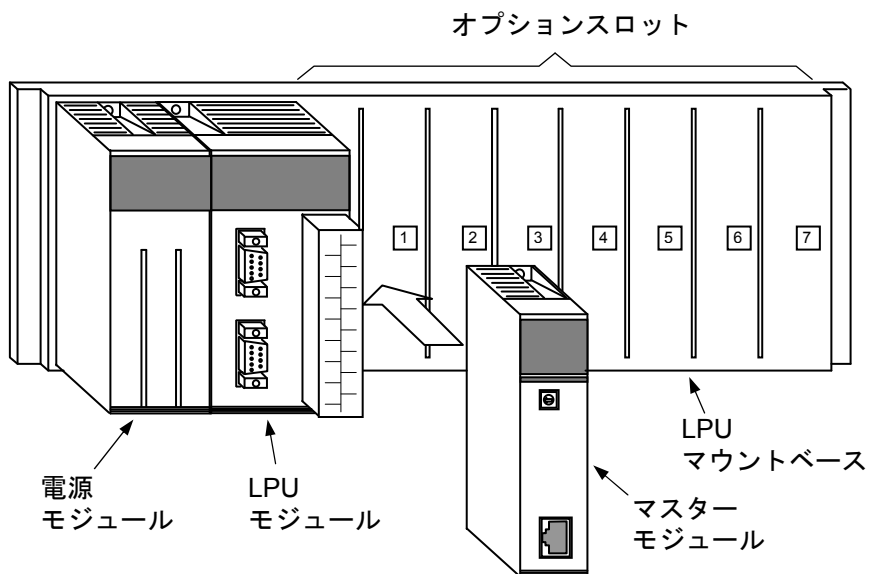 オプションスロット
1 2 3 4 5 6 7
LPU
マウントベース
電源
モジュール
LPU
モジュール
マスター
モジュール